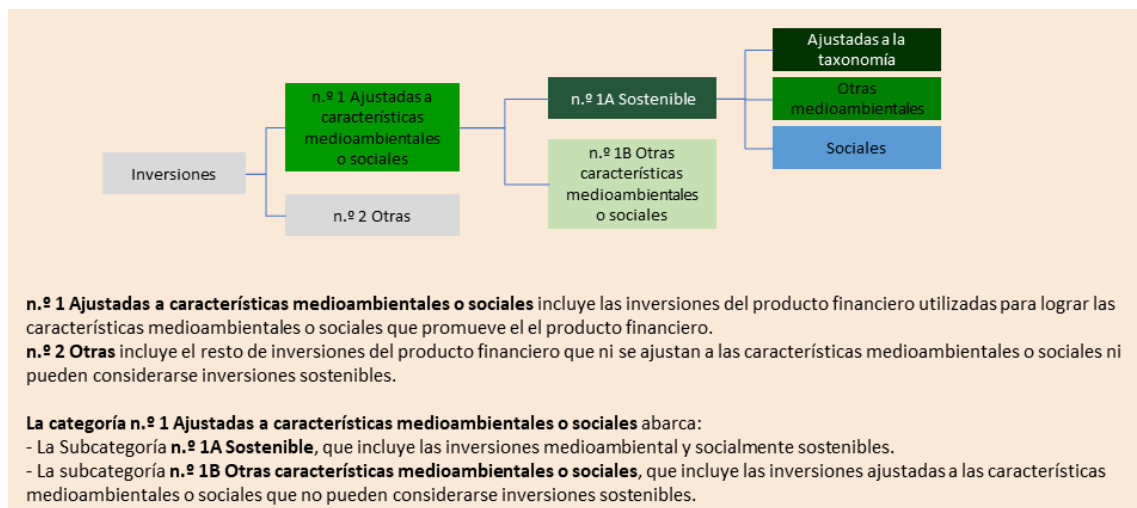 Ajustadas a la
taxonomía
n.º 1 Ajustadas a
características
medioambientales
o sociales
n.º 1A Sostenible
Otras
medioambientales
Inversiones
n.º 1B Otras
características
medioambientales
o sociales
Sociales
n.º 2 Otras
n.º 1 Ajustadas a características medioambientales o sociales incluye las inversiones del producto financiero utilizadas para lograr las
características medioambientales o sociales que promueve el el producto financiero.
n.º 2 Otras incluye el resto de inversiones del producto financiero que ni se ajustan a las características medioambientales o sociales ni
pueden considerarse inversiones sostenibles.
La categoría n.º 1 Ajustadas a características medioambientales o sociales abarca:
- La Subcategoría n.º 1A Sostenible, que incluye las inversiones medioambiental y socialmente sostenibles.
- La subcategoría n.º 1B Otras características medioambientales o sociales, que incluye las inversiones ajustadas a las características
medioambientales o sociales que no pueden considerarse inversiones sostenibles.